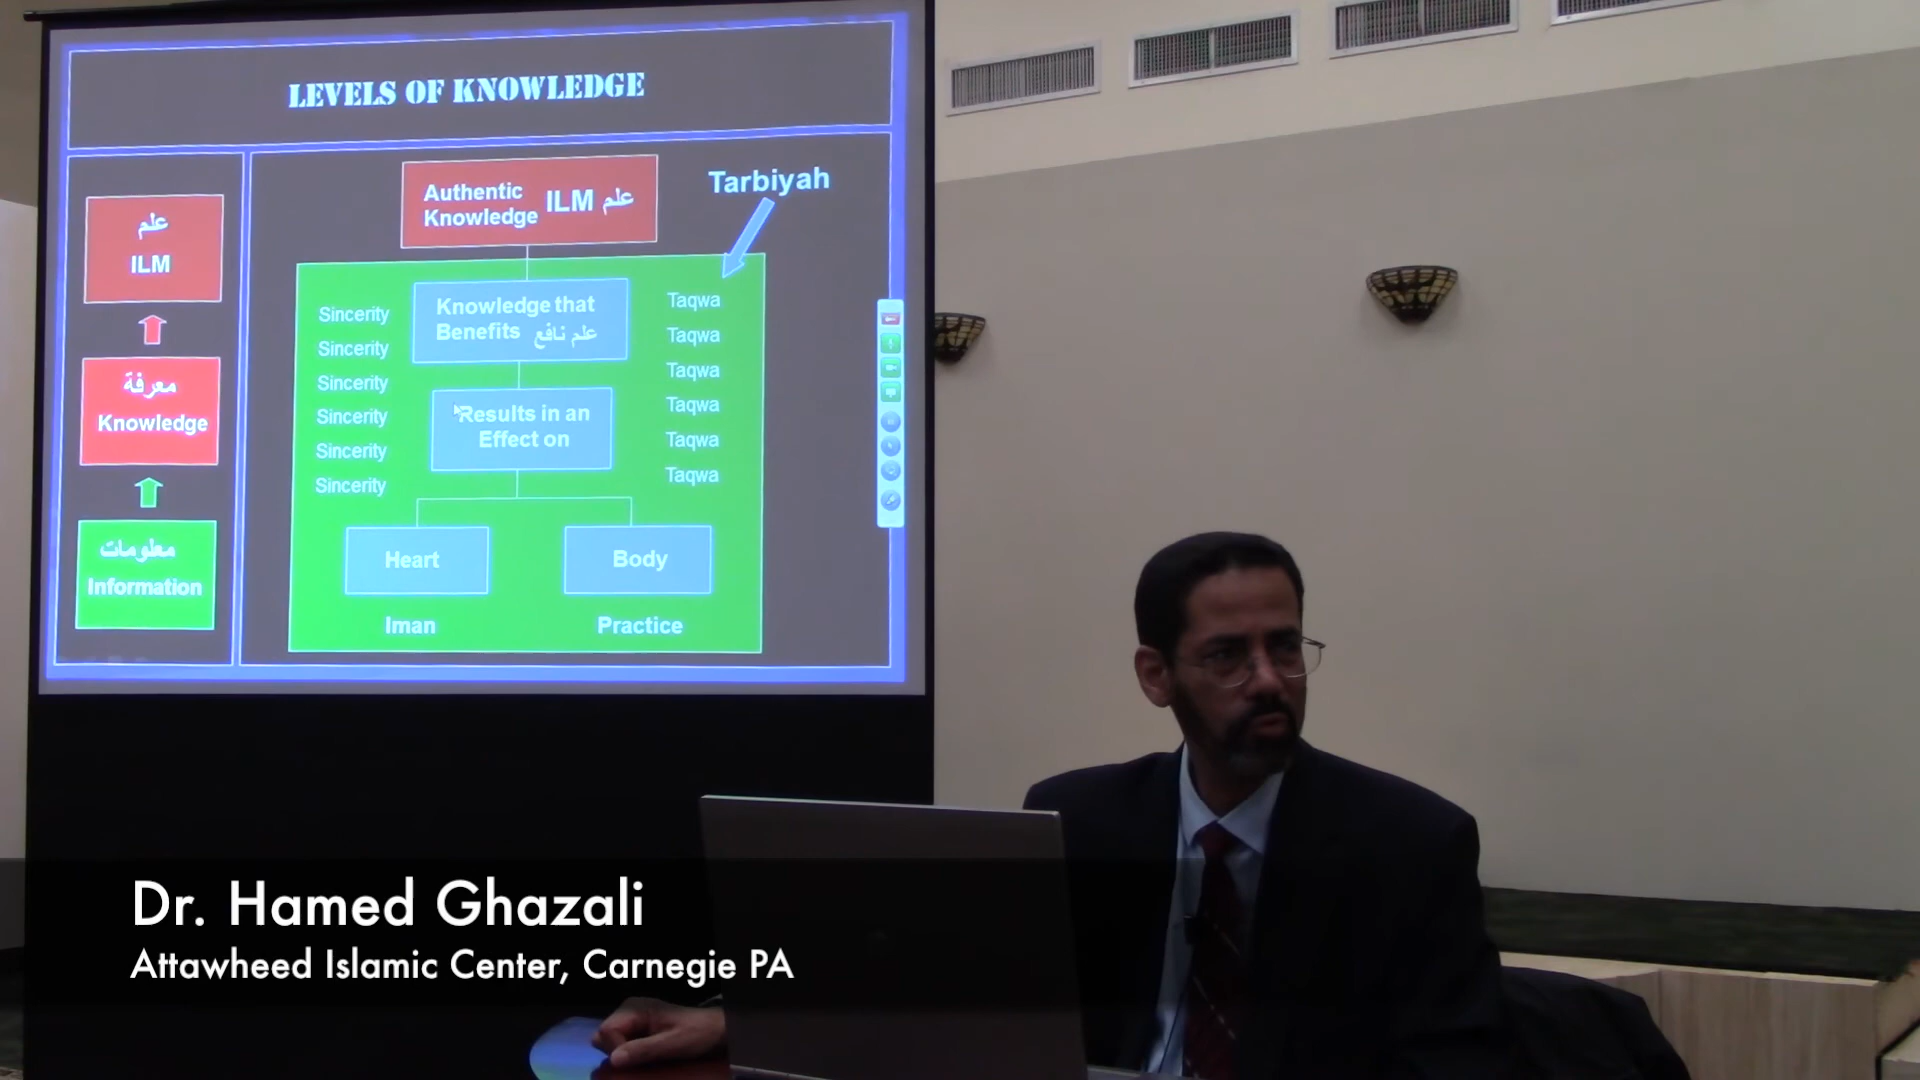 LEVELS OF KNOWLEDGE
علم
ILM
معرفة
Knowledge
معلومات
Information
Authentic
Knowledge ILM علم
Tarbiyah
Knowledge that
Benefits علم نافع
Results in an
Effect on
Sincerity
Sincerity
Sincerity
Sincerity
Sincerity
Sincerity
Taqwa
Taqwa
Taqwa
Taqwa
Taqwa
Taqwa
Heart
Body
Iman
Practice
Dr. Hamed Ghazali
Attawheed Islamic Center, Carnegie PA